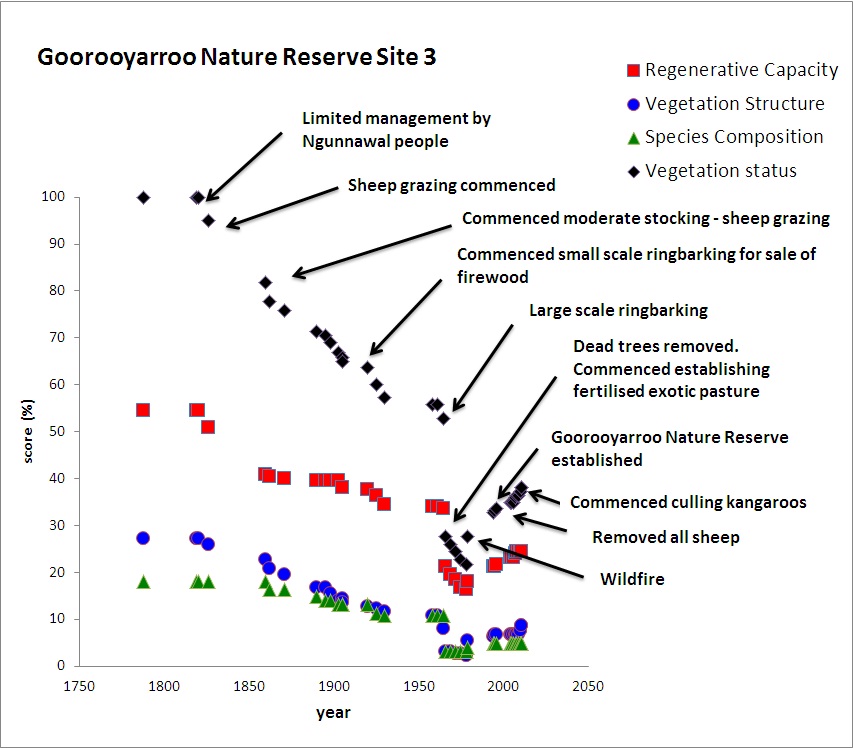 Goorooyarroo Nature Reserve Site 3
Regenerative Capacity
Vegetation Structure
Species Composition
Vegetation status
Limited management by
Ngunnawal people
Sheep grazing commenced
Commenced moderate stocking - sheep grazing
Commenced small scale ringbarking for sale of
firewood
Large scale ringbarking
Dead trees removed.
Commenced establishing
fertilised exotic pasture
Goorooyarroo Nature Reserve
established
Commenced culling kangaroos
Removed all sheep
Wildfire
score (%)
100
90
80
70
60
50
40
30
20
10
0
1750 1800 1850 1900 1950 2000 2050
year